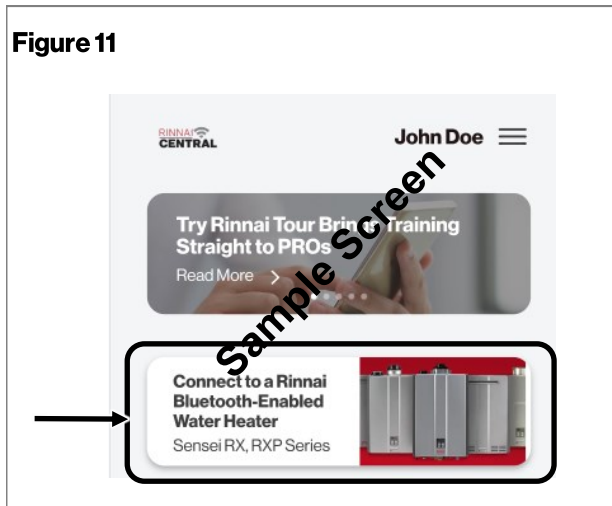 Figure 11
RINNAI
CENTRAL
John Doe
Try Rinnai Tour Brings Training
Straight to PROs
Read More
Sample Screen
Connect to a Rinnai
Bluetooth-Enabled
Water Heater
Sensei RX, RXP Series